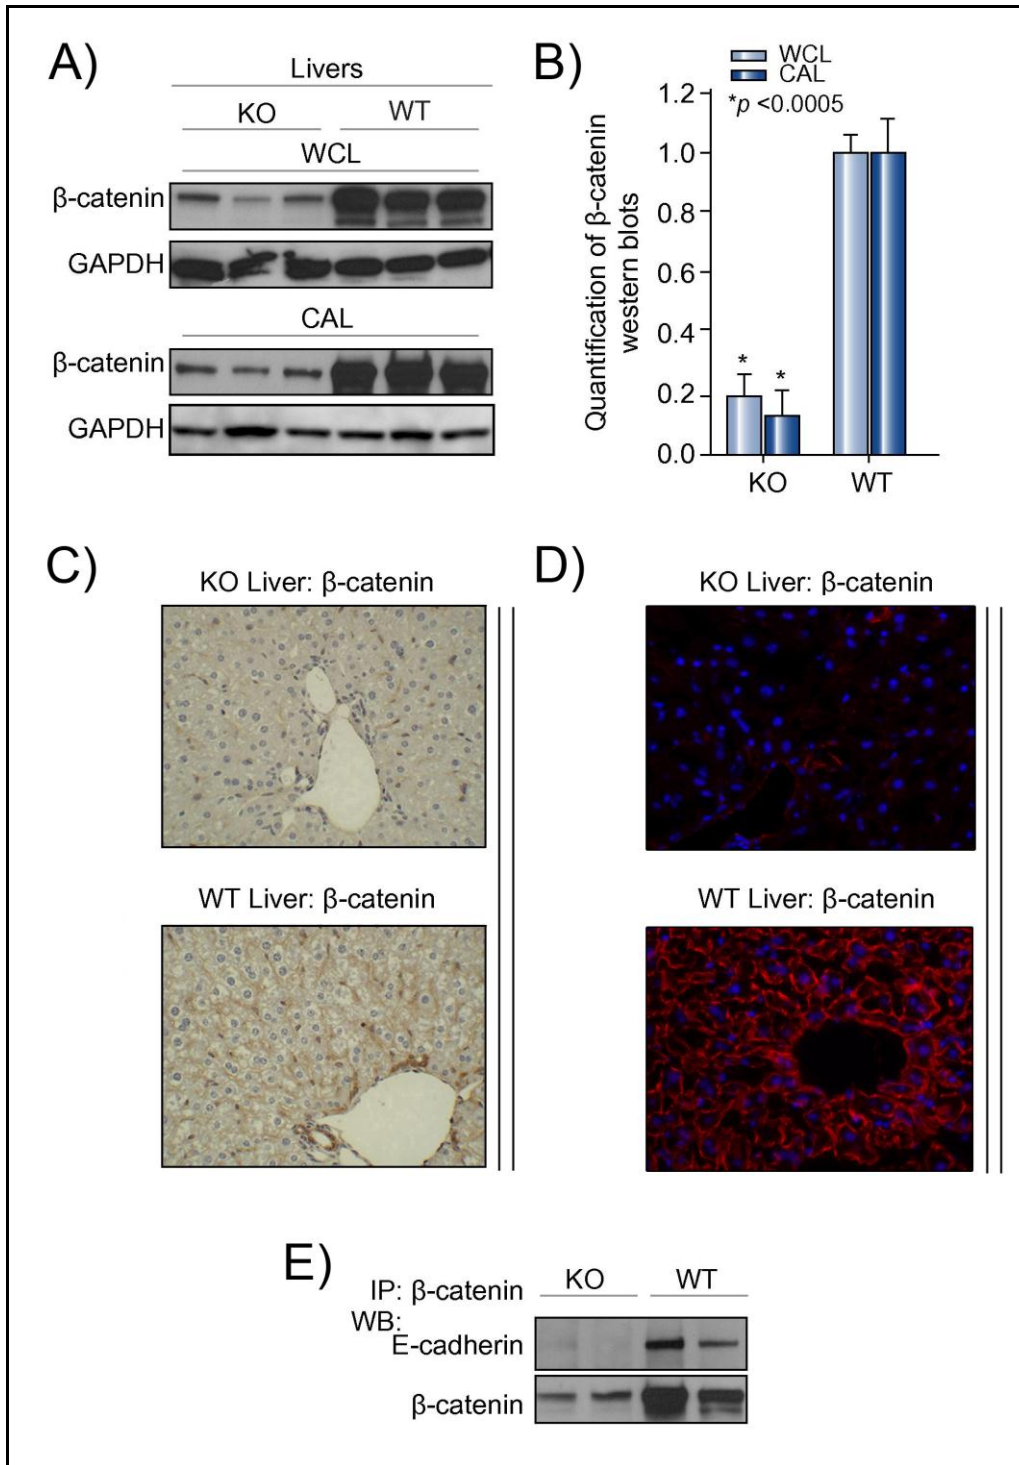 A)
Livers
KO WT
WCL
β-catenin
GAPDH
CAL
β-catenin
GAPDH
B)
WCL
CAL
*p <0.0005
Quantification of β-catenin
western blots
1.2
1.0
0.8
0.6
0.4
0.2
0.0
* *
KO WT
C)
KO Liver: β-catenin
WT Liver: β-catenin
D)
KO Liver: β-catenin
WT Liver: β-catenin
E)
KO WT
IP: β-catenin
WB:
E-cadherin
β-catenin